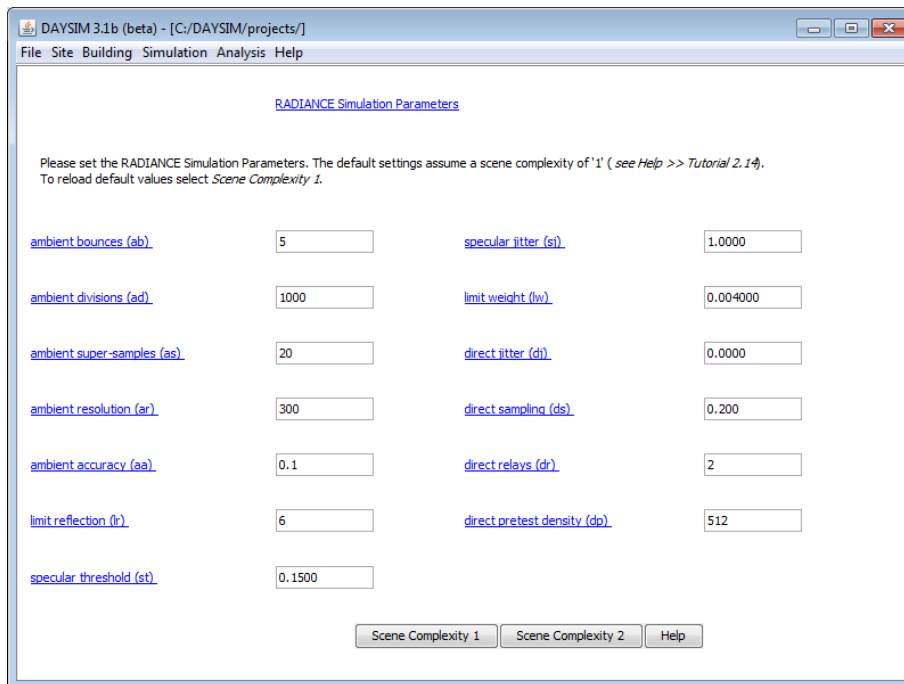 DAYSIM 3.1b (beta) - [C:/DAYSIM/projects/]
File Site Building Simulation Analysis Help
RADIANCE Simulation Parameters
Please set the RADIANCE Simulation Parameters. The default settings assume a scene complexity of '1' ( see Help >> Tutorial 2.14).
To reload default values select Scene Complexity 1.
ambient bounces (ab) 5 specular jitter (sj) 1.0000
ambient divisions (ad) 1000 limit weight (lw) 0.004000
ambient super-samples (as) 20 direct jitter (dj) 0.0000
ambient resolution (ar) 300 direct sampling (ds) 0.200
ambient accuracy (aa) 0.1 direct relays (dr) 2
limit reflection (lr) 6 direct pretest density (dp) 512
specular threshold (st) 0.1500
Scene Complexity 1 Scene Complexity 2 Help